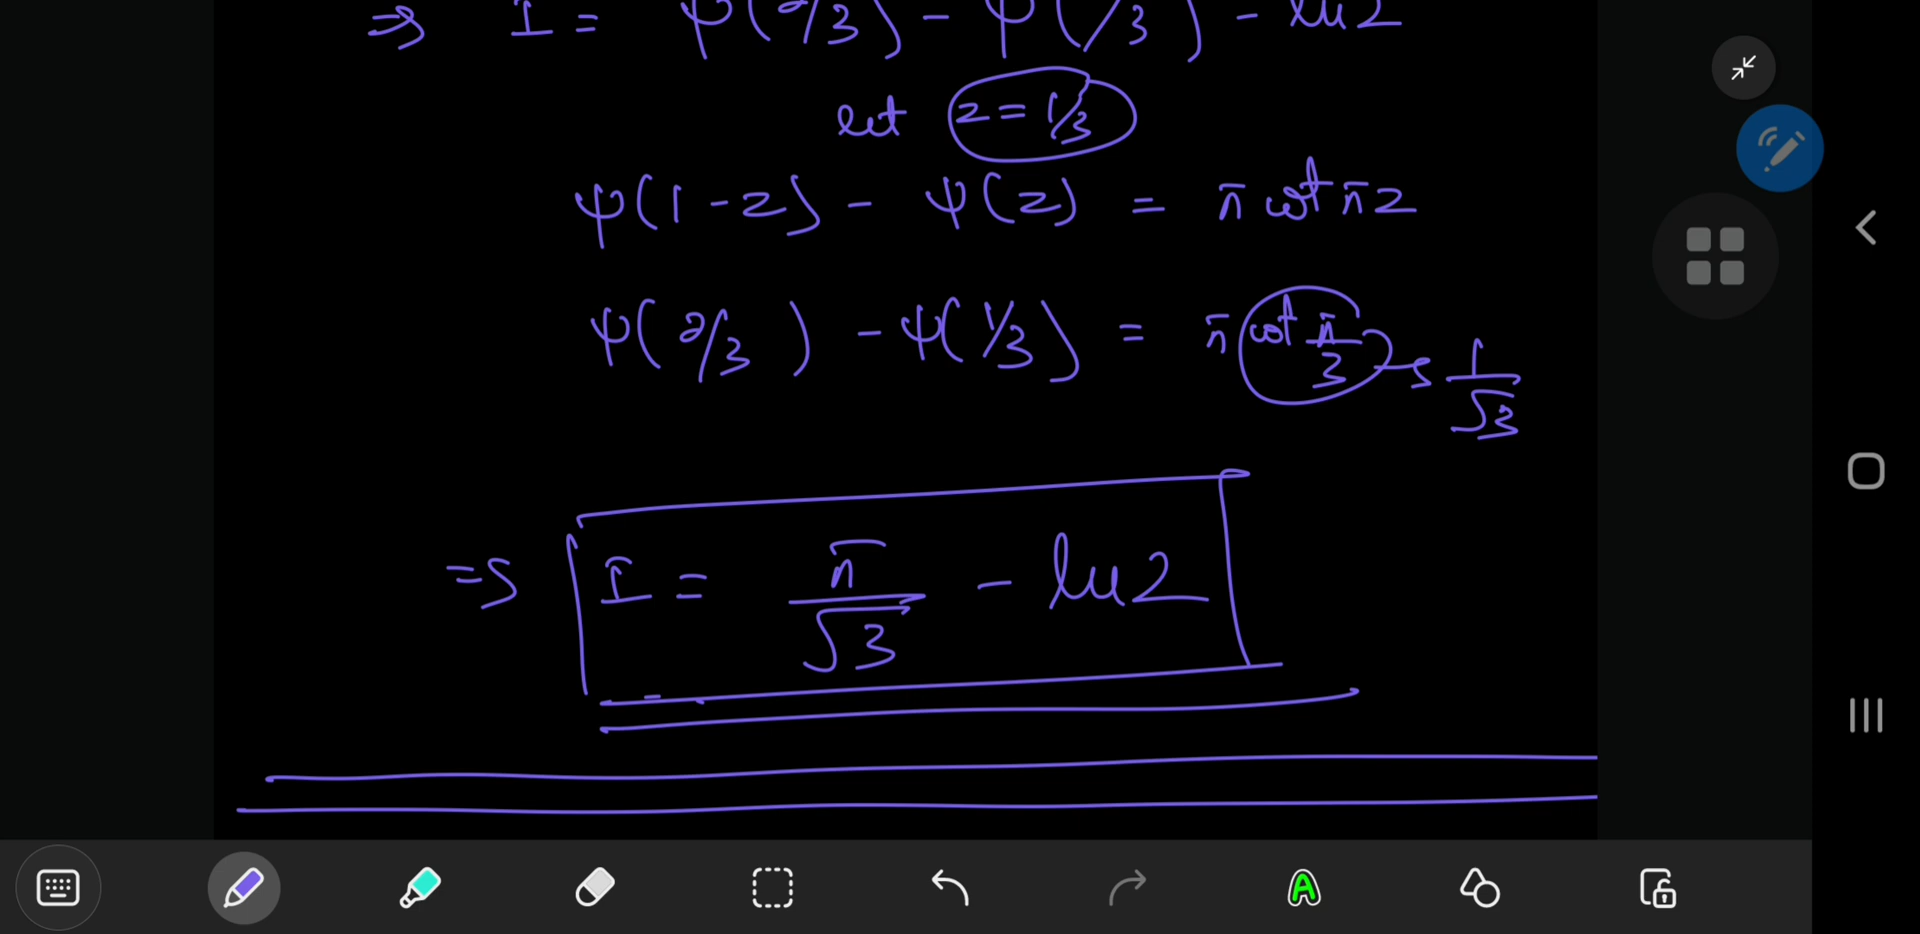 ⇒ I = ψ(2/3) - ψ(1/3) - ln2
let z = 1/3
ψ(1-z) - ψ(z) = π cot πz
ψ(2/3) - ψ(1/3) = π cot π/3 → 1/√3
⇒ I = π/√3 - ln2
A